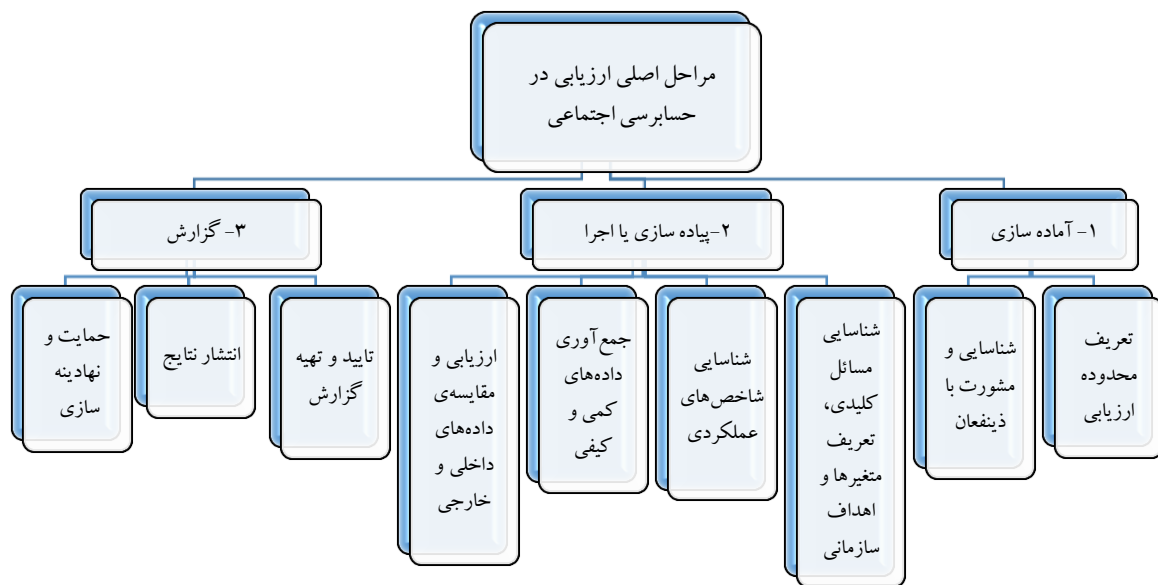 مراحل اصلی ارزیابی در
حسابرسی اجتماعی
۱- آماده سازی
تعریف
محدوده
ارزیابی
شناسایی و
مشورت با
ذینفعان
۲-پیاده سازی یا اجرا
شناسایی
مسائل
کلیدی،
تعریف
متغیرها و
اهداف
سازمانی
شناسایی
شاخص‌های
عملکردی
جمع‌آوری
داده‌های
کمی و
کیفی
ارزیابی و
مقایسه‌ی
داده‌های
داخلی و
خارجی
۳- گزارش
تایید و تهیه
گزارش
انتشار نتایج
حمایت و
نهادینه
سازی